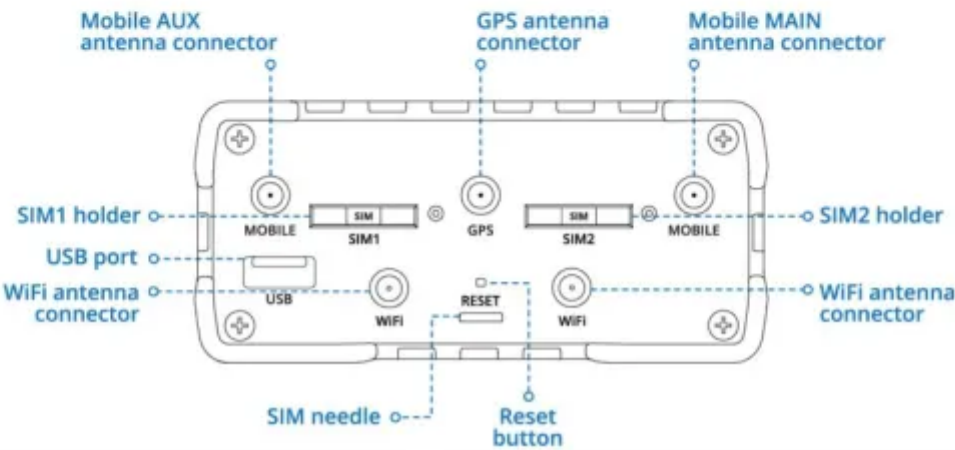 Mobile AUX
antenna connector
GPS antenna
connector
Mobile MAIN
antenna connector
SIM1 holder
SIM
SIM
SIM2 holder
MOBILE
SIM1
GPS
SIM2
MOBILE
USB port
USB
WiFi antenna
connector
WiFi
RESET
WiFi
WiFi antenna
connector
SIM needle
Reset
button